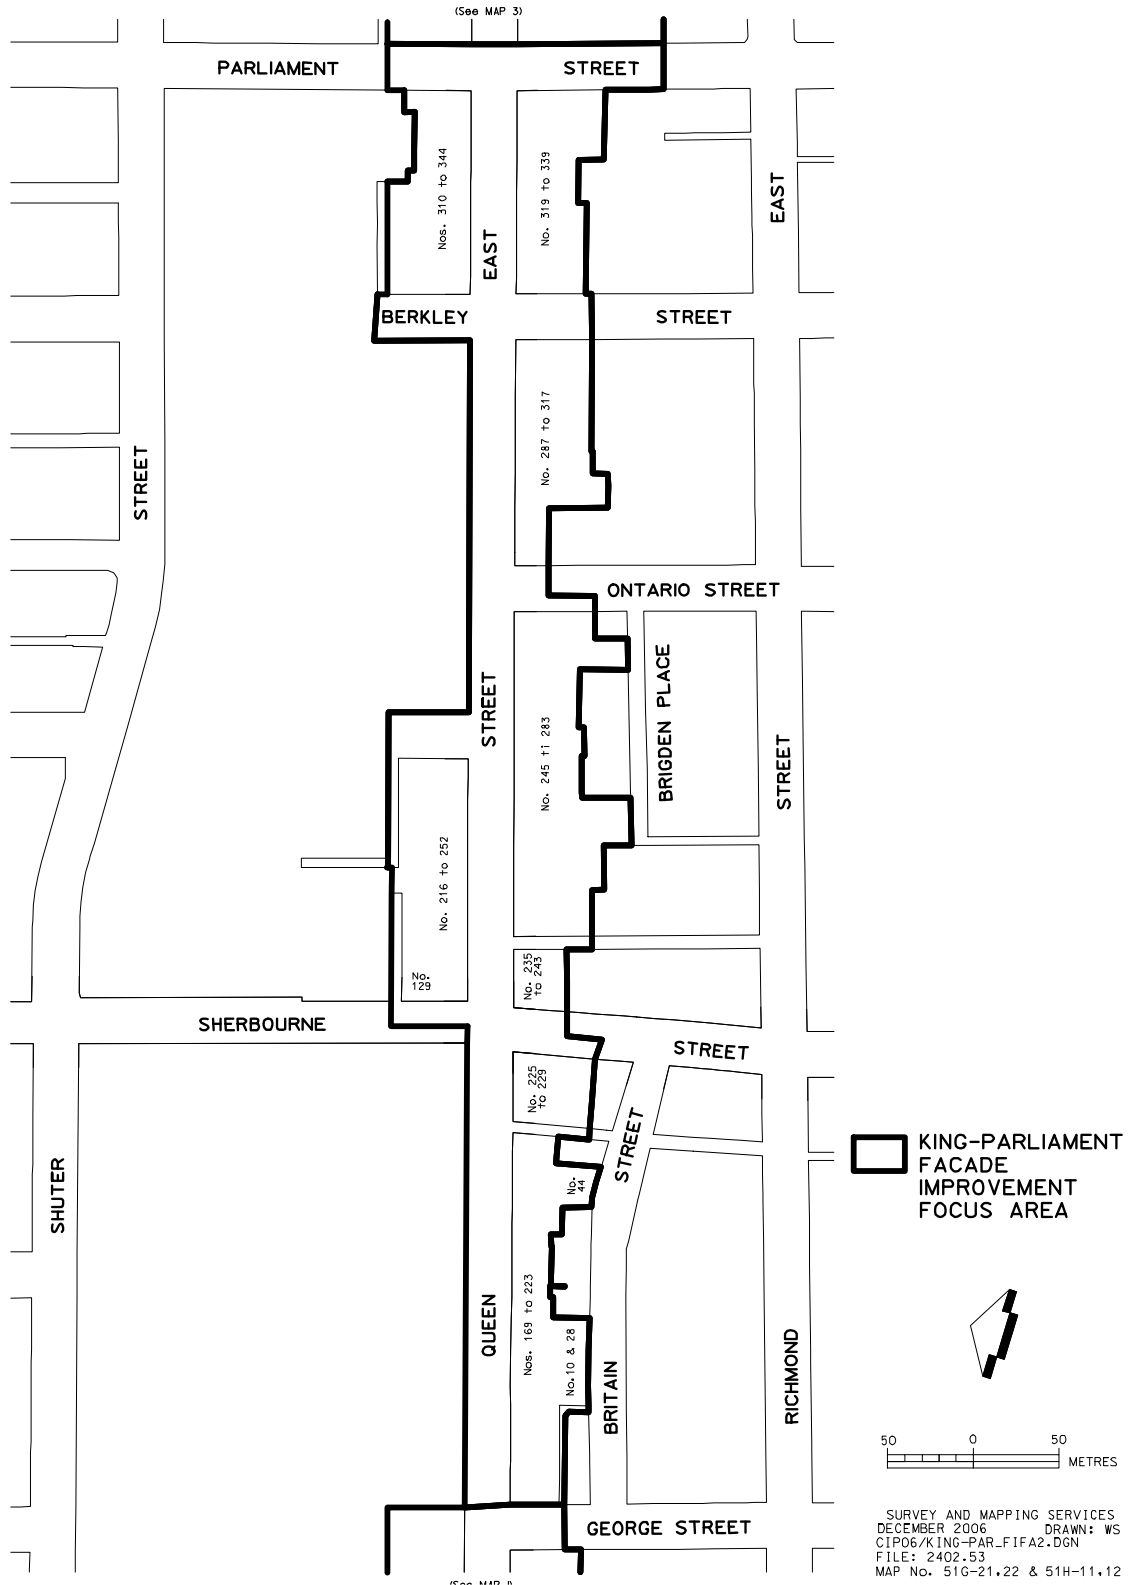 (See MAP 3)
PARLIAMENT STREET
Nos. 310 to 344
No. 319 to 339
EAST
EAST
BERKLEY STREET
No. 287 to 317
STREET
ONTARIO STREET
BRIGDEN PLACE
STREET
No. 245 ti 283
STREET
No. 216 to 252
No.
129
No. 235
to 243
SHERBOURNE STREET
No. 225
to 229
STREET
No.
44
KING-PARLIAMENT
FACADE
IMPROVEMENT
FOCUS AREA
SHUTER
QUEEN
Nos. 169 to 223
No.10 & 28
BRITAIN
RICHMOND
50 0 50
METRES
GEORGE STREET
SURVEY AND MAPPING SERVICES
DECEMBER 2006 DRAWN: WS
CIP06/KING-PAR_FIFA2.DGN
FILE: 2402.53
MAP No. 51G-21,22 & 51H-11,12
(See MAP